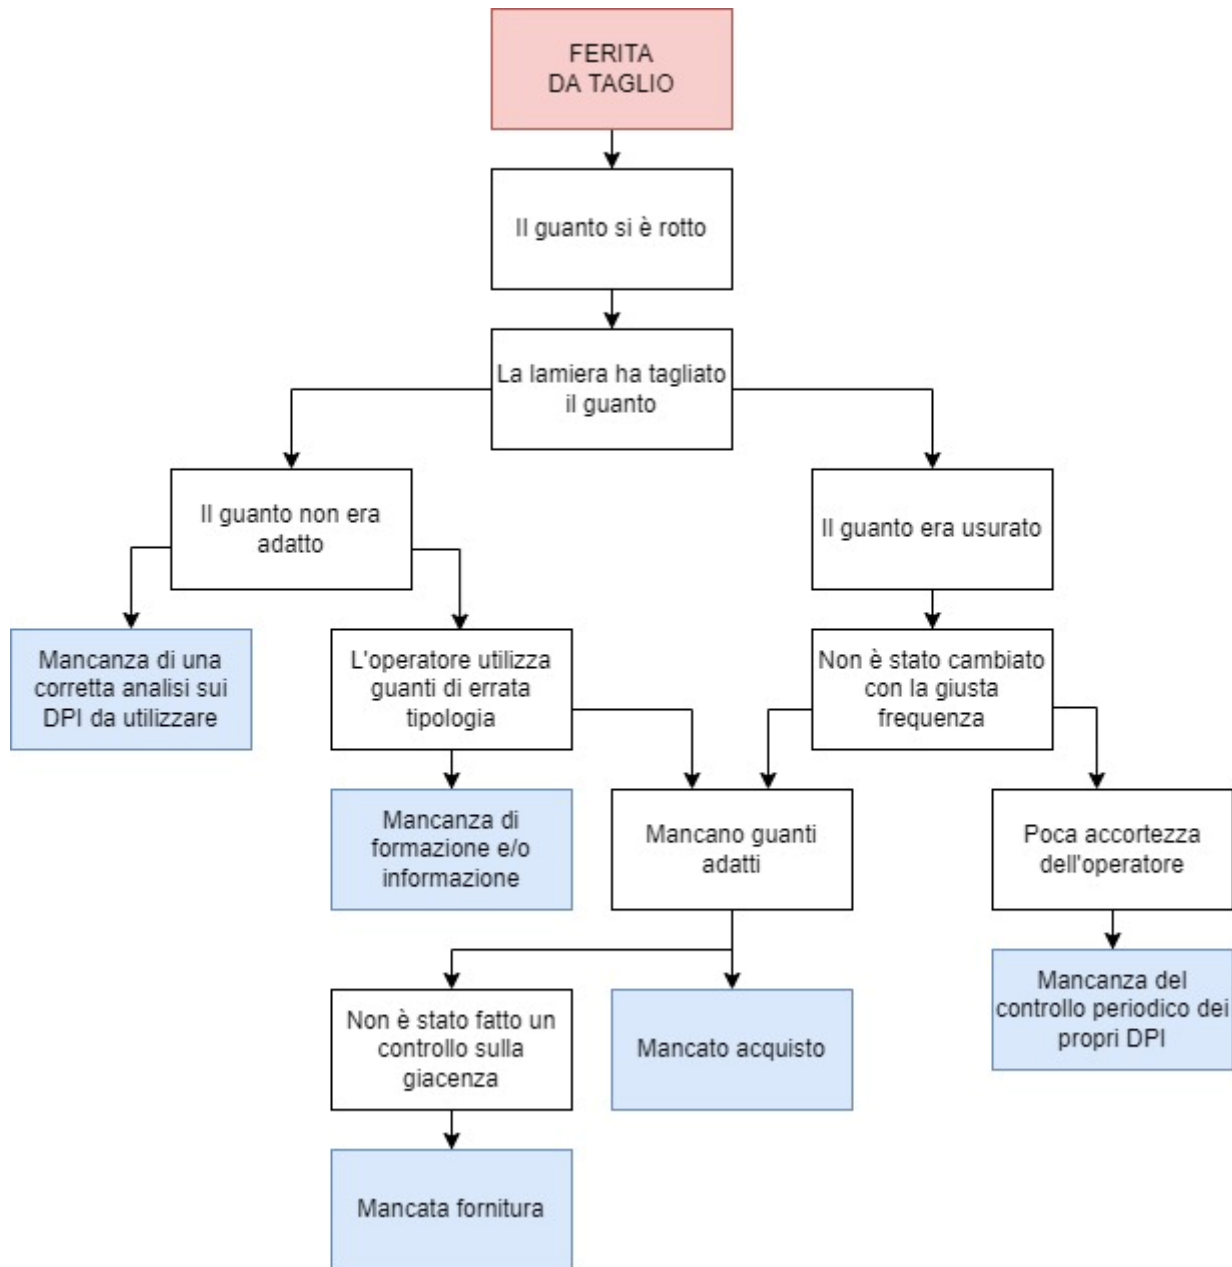 FERITA
DA TAGLIO
Il guanto si è rotto
La lamiera ha tagliato
il guanto
Il guanto non era
adatto
Il guanto era usurato
Mancanza di una
corretta analisi sui
DPI da utilizzare
L'operatore utilizza
guanti di errata
tipologia
Non è stato cambiato
con la giusta
frequenza
Mancanza di
formazione e/o
informazione
Mancano guanti
adatti
Poca accortezza
dell'operatore
Non è stato fatto un
controllo sulla
giacenza
Mancato acquisto
Mancanza del
controllo periodico dei
propri DPI
Mancata fornitura